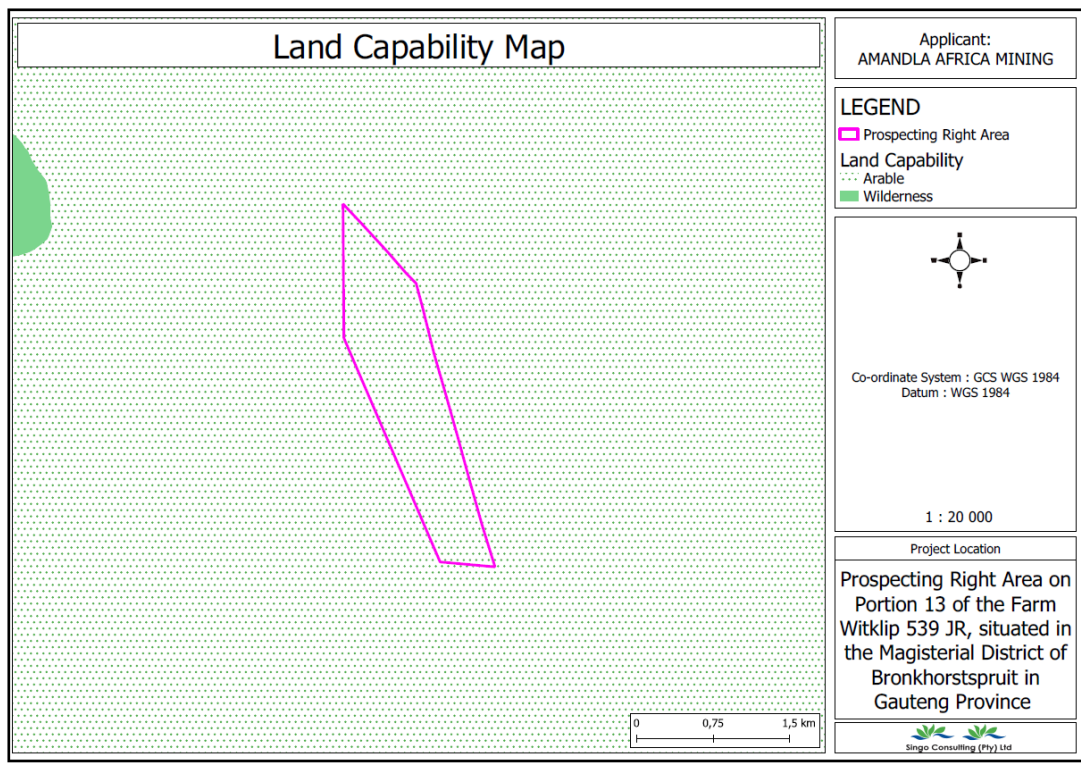 Land Capability Map
Applicant:
AMANDLA AFRICA MINING
LEGEND
Prospecting Right Area
Land Capability
Arable
Wilderness
Co-ordinate System : GCS WGS 1984
Datum : WGS 1984
1 : 20 000
Project Location
Prospecting Right Area on
Portion 13 of the Farm
Witklip 539 JR, situated in
the Magisterial District of
Bronkhorstspruit in
Gauteng Province
0 0,75 1,5 km
Singo Consulting (Pty) Ltd